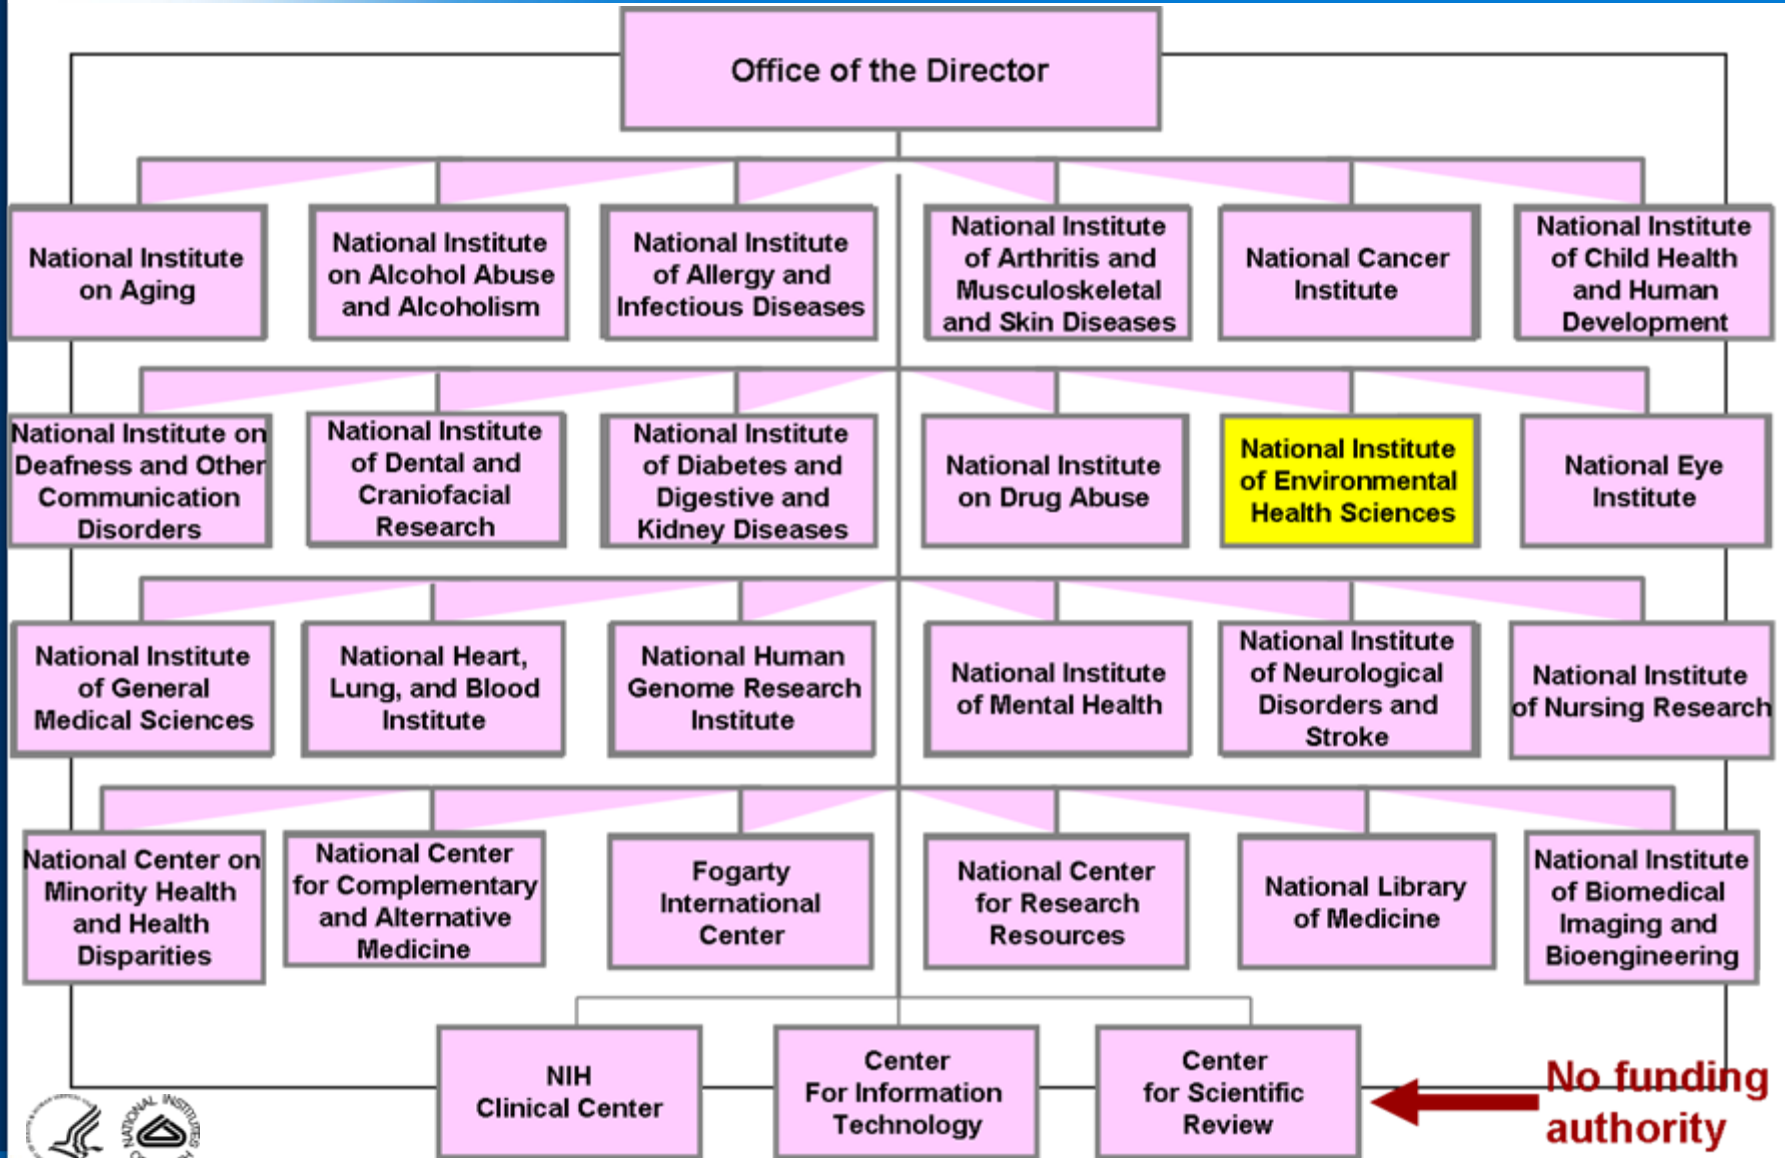 Office of the Director
National Institute
on Aging
National Institute
on Alcohol Abuse
and Alcoholism
National Institute
of Allergy and
Infectious Diseases
National Institute
of Arthritis and
Musculoskeletal
and Skin Diseases
National Cancer
Institute
National Institute
of Child Health
and Human
Development
National Institute on
Deafness and Other
Communication
Disorders
National Institute
of Dental and
Craniofacial
Research
National Institute
of Diabetes and
Digestive and
Kidney Diseases
National Institute
on Drug Abuse
National Institute
of Environmental
Health Sciences
National Eye
Institute
National Institute
of General
Medical Sciences
National Heart,
Lung, and Blood
Institute
National Human
Genome Research
Institute
National Institute
of Mental Health
National Institute
of Neurological
Disorders and
Stroke
National Institute
of Nursing Research
National Center on
Minority Health
and Health
Disparities
National Center
for Complementary
and Alternative
Medicine
Fogarty
International
Center
National Center
for Research
Resources
National Library
of Medicine
National Institute
of Biomedical
Imaging and
Bioengineering
NIH
Clinical Center
Center
For Information
Technology
Center
for Scientific
Review
No funding
authority
NATIONAL